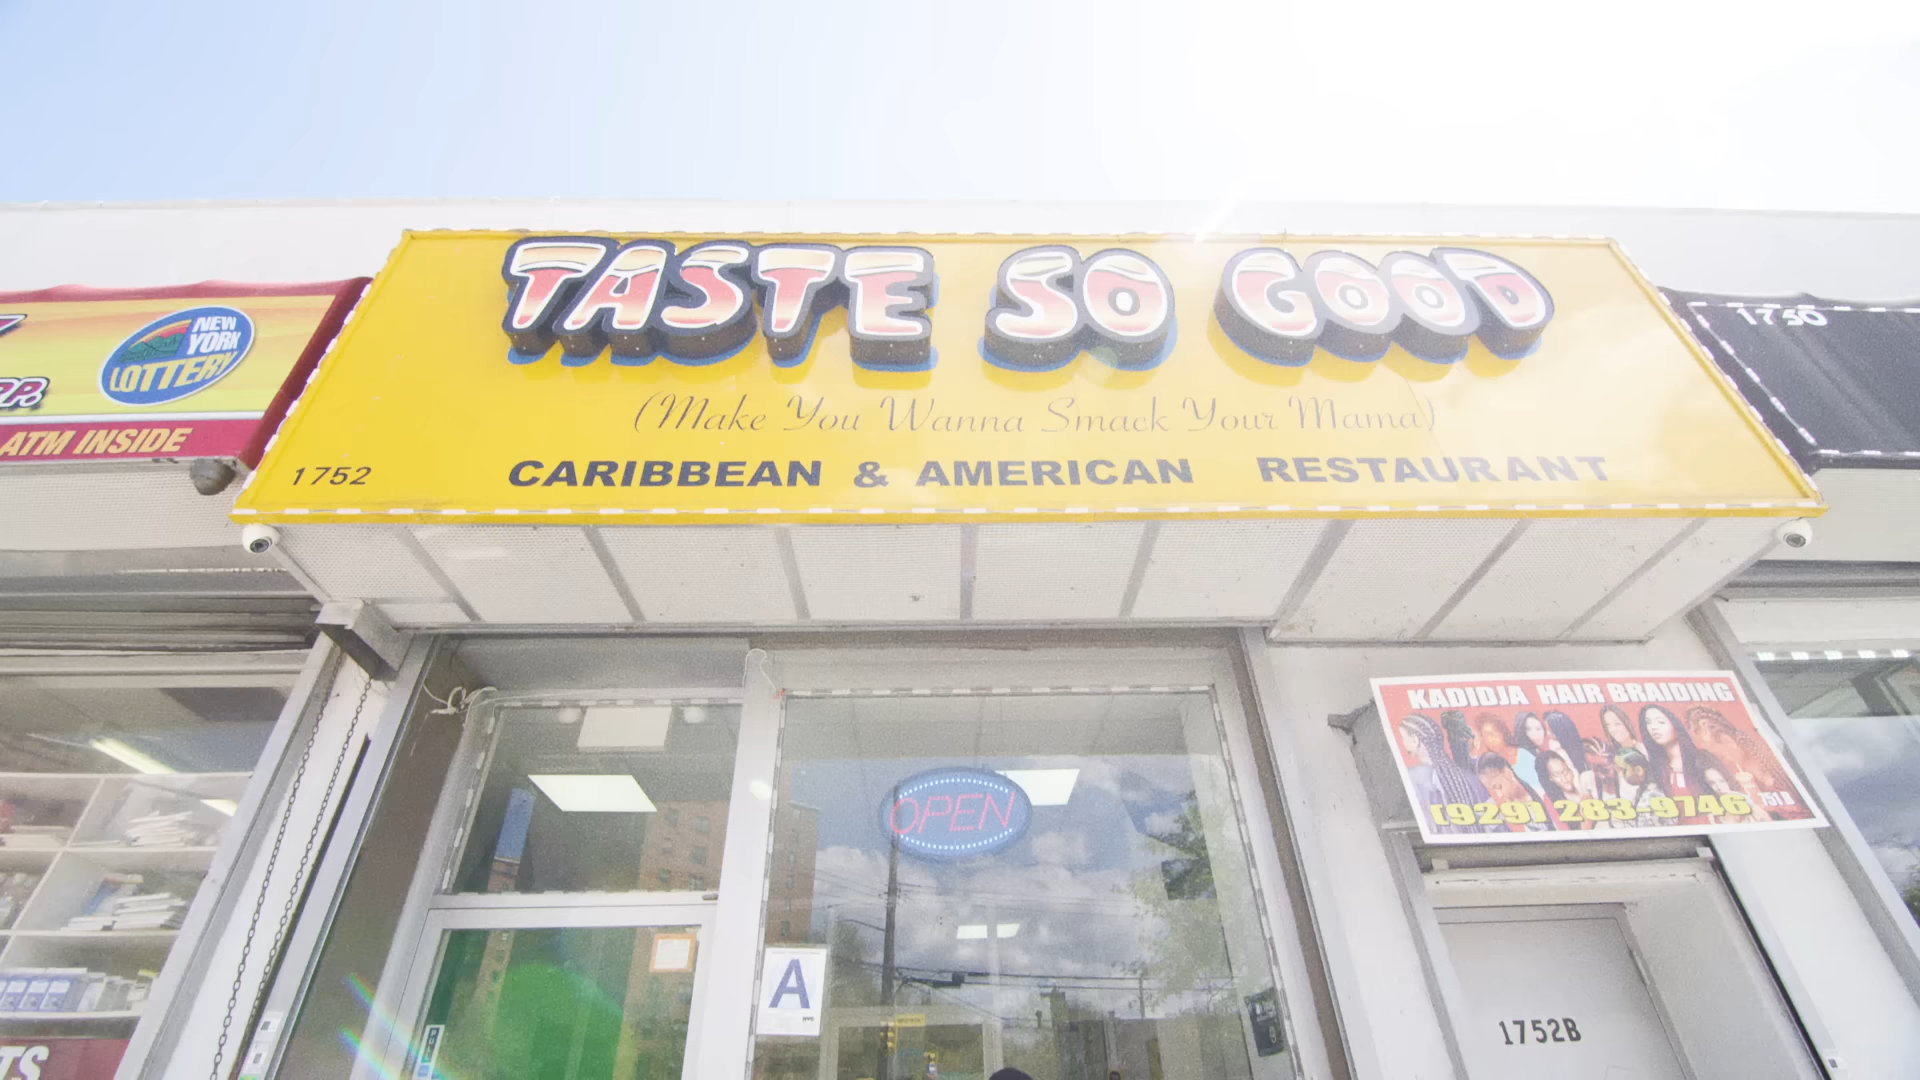 TASTE SO GOOD
(Make You Wanna Smack Your Mama)
1752 CARIBBEAN & AMERICAN RESTAURANT
NEW
YORK
LOTTERY
ATM INSIDE
1750
OPEN
A
KADIDJA HAIR BRAIDING
(929) 283-9746
1752B